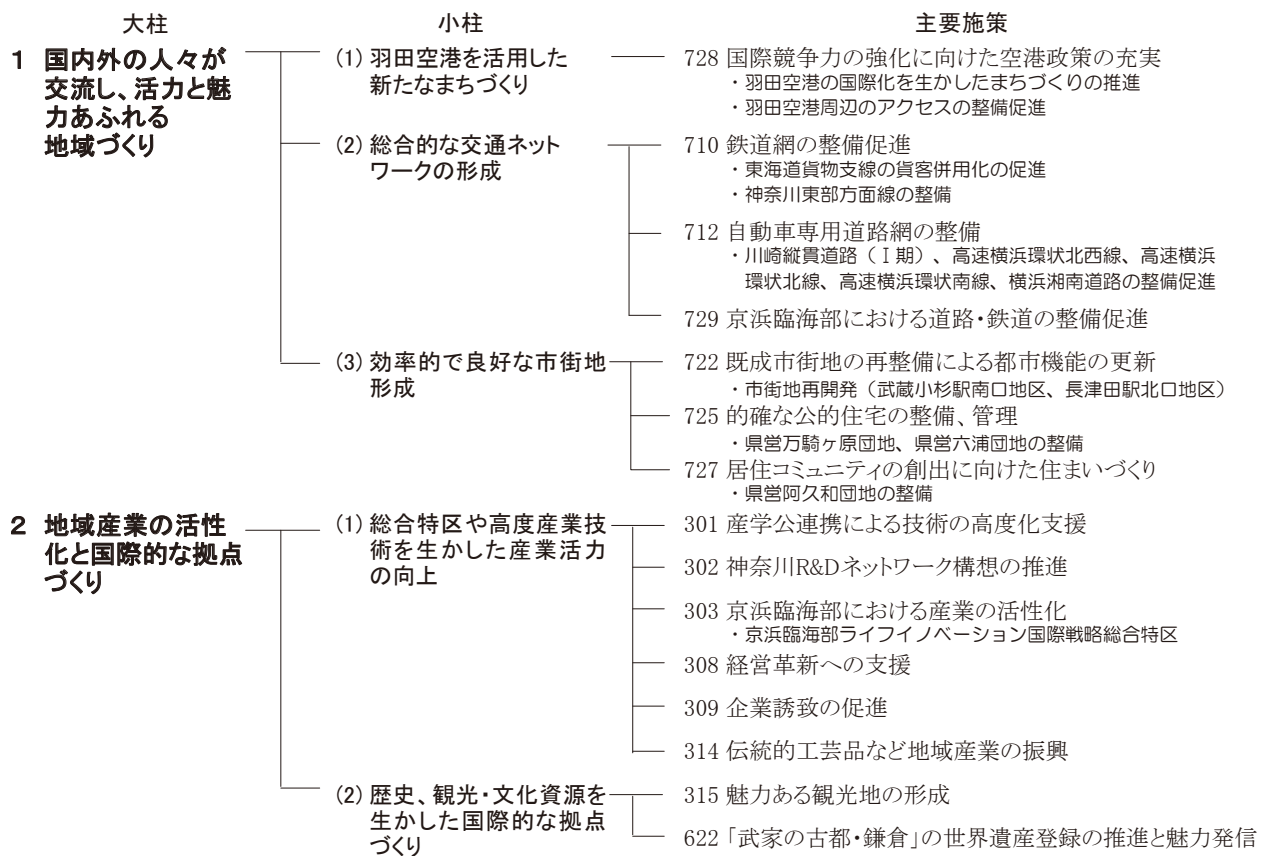 大柱 小柱 主要施策
1 国内外の人々が
交流し、活力と魅
力あふれる
地域づくり
(1) 羽田空港を活用した
新たなまちづくり
728 国際競争力の強化に向けた空港政策の充実
・羽田空港の国際化を生かしたまちづくりの推進
・羽田空港周辺のアクセスの整備促進
(2) 総合的な交通ネット
ワークの形成
710 鉄道網の整備促進
・東海道貨物支線の貨客併用化の促進
・神奈川東部方面線の整備
712 自動車専用道路網の整備
・川崎縦貫道路（Ⅰ期）、高速横浜環状北西線、高速横浜
環状北線、高速横浜環状南線、横浜湘南道路の整備促進
729 京浜臨海部における道路・鉄道の整備促進
(3) 効率的で良好な市街地
形成
722 既成市街地の再整備による都市機能の更新
・市街地再開発（武蔵小杉駅南口地区、長津田駅北口地区）
725 的確な公的住宅の整備、管理
・県営万騎ヶ原団地、県営六浦団地の整備
727 居住コミュニティの創出に向けた住まいづくり
・県営阿久和団地の整備
2 地域産業の活性
化と国際的な拠点
づくり
(1) 総合特区や高度産業技
術を生かした産業活力
の向上
301 産学公連携による技術の高度化支援
302 神奈川R&Dネットワーク構想の推進
303 京浜臨海部における産業の活性化
・京浜臨海部ライフイノベーション国際戦略総合特区
308 経営革新への支援
309 企業誘致の促進
314 伝統的工芸品など地域産業の振興
(2) 歴史、観光・文化資源を
生かした国際的な拠点
づくり
315 魅力ある観光地の形成
622 「武家の古都・鎌倉」の世界遺産登録の推進と魅力発信